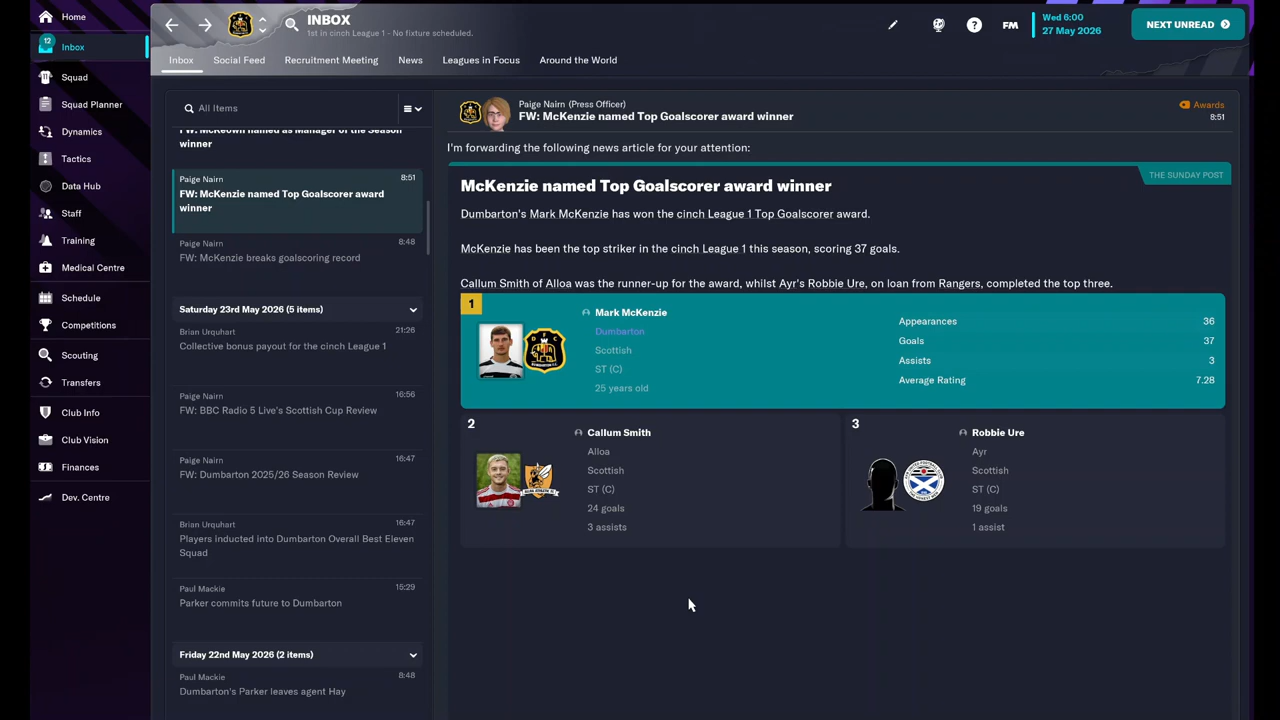 Home
12
Inbox
Squad
Squad Planner
Dynamics
Tactics
Data Hub
Staff
Training
Medical Centre
Schedule
Competitions
Scouting
Transfers
Club Info
Club Vision
Finances
Dev. Centre
INBOX
1st in cinch League 1 - No fixture scheduled.
?
FM
Wed 6:00
27 May 2026
NEXT UNREAD
Inbox
Social Feed
Recruitment Meeting
News
Leagues in Focus
Around the World
All Items
FW: McKeown named as Manager of the Season
winner
Paige Nairn 8:51
FW: McKenzie named Top Goalscorer award
winner
Paige Nairn 8:48
FW: McKenzie breaks goalscoring record
Saturday 23rd May 2026 (5 items)
Brian Urquhart 21:26
Collective bonus payout for the cinch League 1
Paige Nairn 16:56
FW: BBC Radio 5 Live's Scottish Cup Review
Paige Nairn 16:47
FW: Dumbarton 2025/26 Season Review
Brian Urquhart 16:47
Players inducted into Dumbarton Overall Best Eleven
Squad
Paul Mackie 15:29
Parker commits future to Dumbarton
Friday 22nd May 2026 (2 items)
Paul Mackie 8:48
Dumbarton's Parker leaves agent Hay
Paige Nairn (Press Officer)
FW: McKenzie named Top Goalscorer award winner
Awards
8:51
I'm forwarding the following news article for your attention:
McKenzie named Top Goalscorer award winner
THE SUNDAY POST
Dumbarton's Mark McKenzie has won the cinch League 1 Top Goalscorer award.
McKenzie has been the top striker in the cinch League 1 this season, scoring 37 goals.
Callum Smith of Alloa was the runner-up for the award, whilst Ayr's Robbie Ure, on loan from Rangers, completed the top three.
1
Mark McKenzie
Dumbarton
Scottish
ST (C)
25 years old
Appearances 36
Goals 37
Assists 3
Average Rating 7.28
2
Callum Smith
Alloa
Scottish
ST (C)
24 goals
3 assists
3
Robbie Ure
Ayr
Scottish
ST (C)
19 goals
1 assist